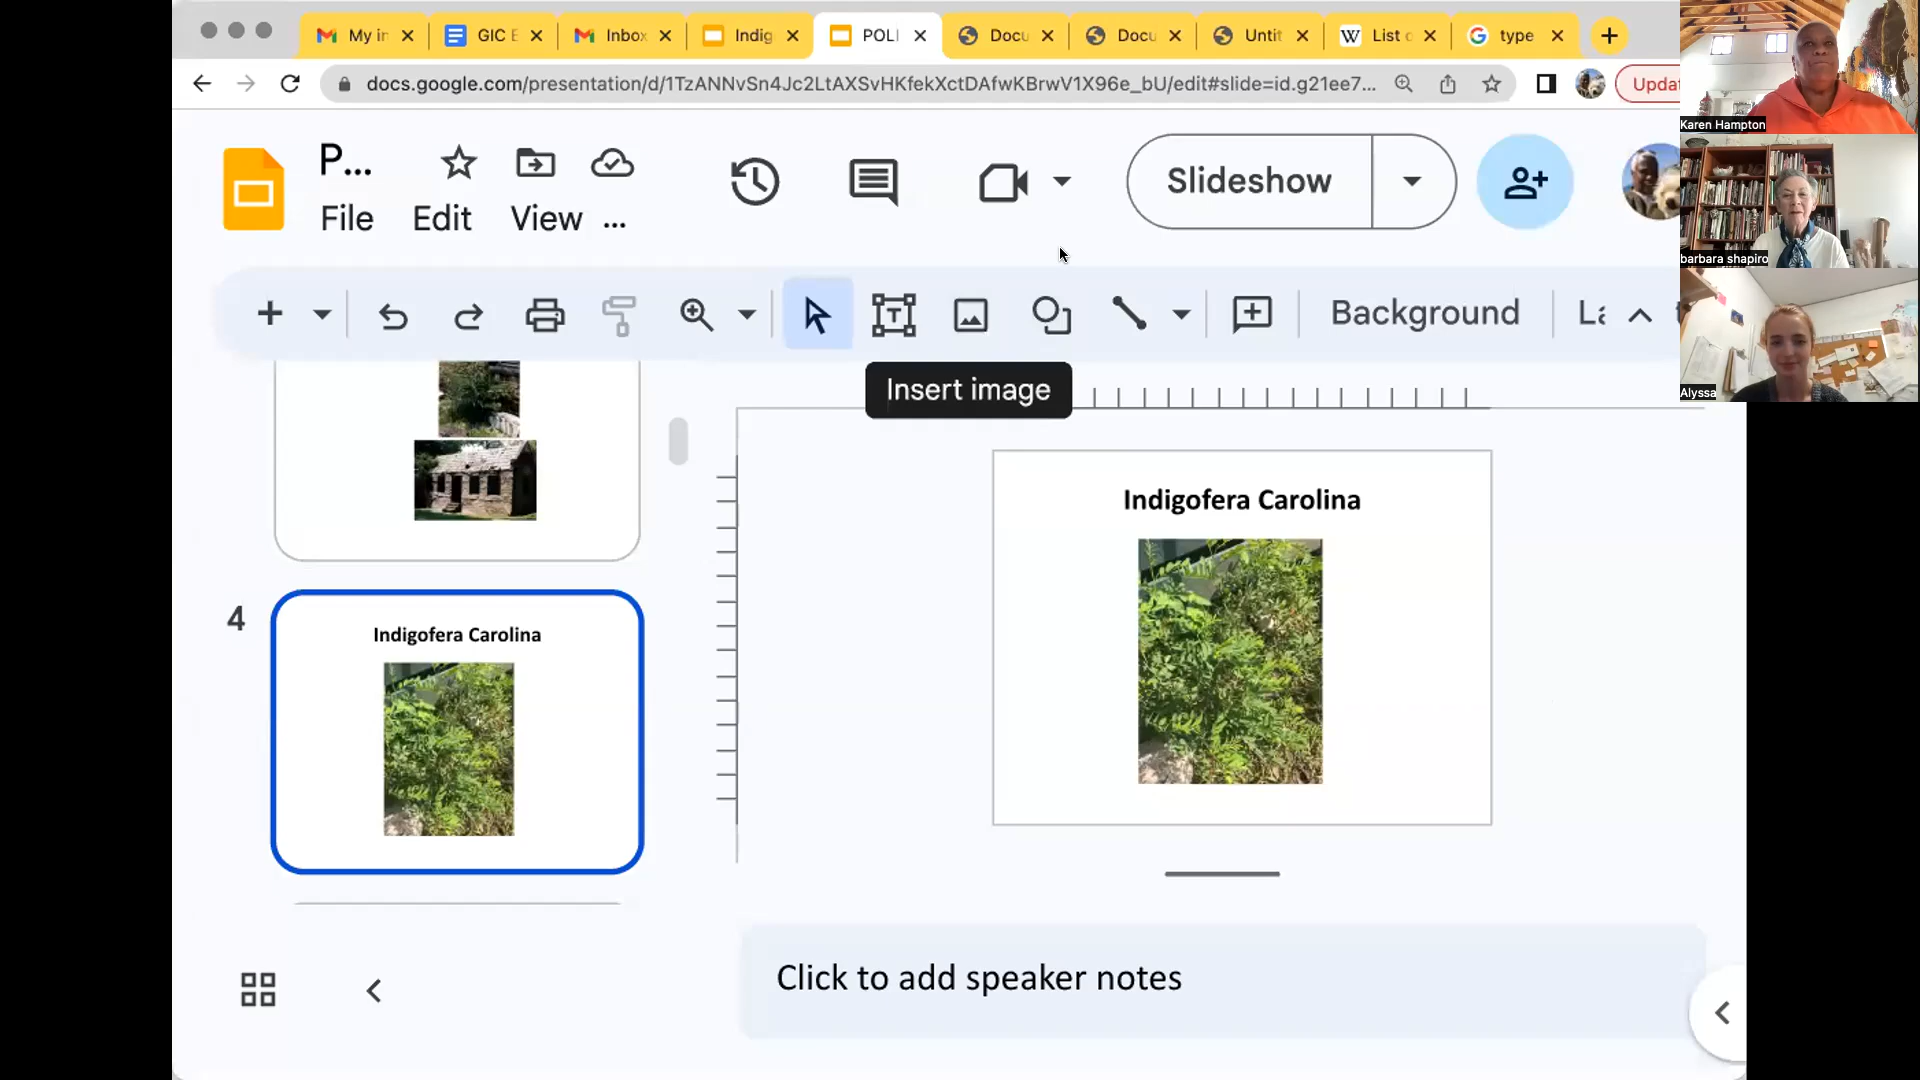 My in
GIC E
Inbox
Indig
POLI
Docu
Docu
Untit
List o
type
docs.google.com/presentation/d/1TzANNvSn4Jc2LtAXSvHKfekXctDAfwKBrwV1X96e_bU/edit#slide=id.g21ee7...
Updat
P...
File Edit View ...
Slideshow
Background
La
Insert image
4
Indigofera Carolina
Indigofera Carolina
Click to add speaker notes
Karen Hampton
barbara shapiro
Alyssa